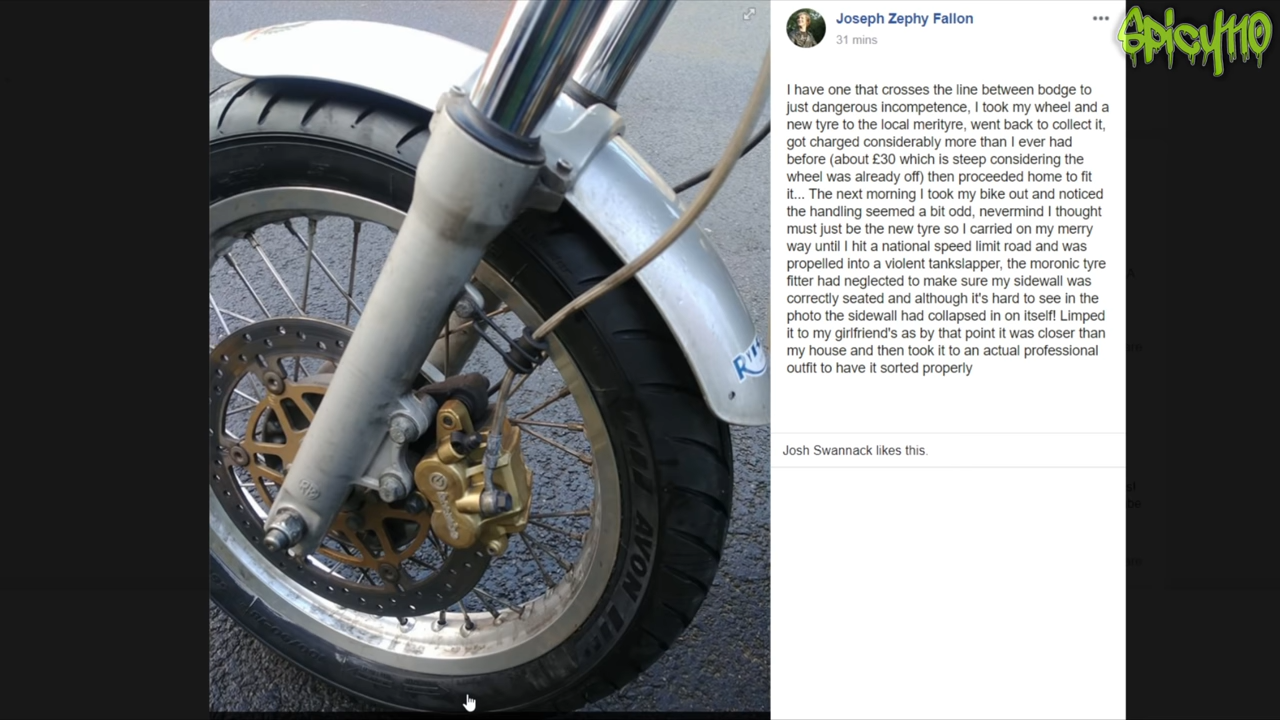 SPICY110
Joseph Zephy Fallon
31 mins
I have one that crosses the line between bodge to
just dangerous incompetence, I took my wheel and a
new tyre to the local merityre, went back to collect it,
got charged considerably more than I ever had
before (about £30 which is steep considering the
wheel was already off) then proceeded home to fit
it... The next morning I took my bike out and noticed
the handling seemed a bit odd, nevermind I thought
must just be the new tyre so I carried on my merry
way until I hit a national speed limit road and was
propelled into a violent tankslapper, the moronic tyre
fitter had neglected to make sure my sidewall was
correctly seated and although it's hard to see in the
photo the sidewall had collapsed in on itself! Limped
it to my girlfriend's as by that point it was closer than
my house and then took it to an actual professional
outfit to have it sorted properly
Josh Swannack likes this.
AVON